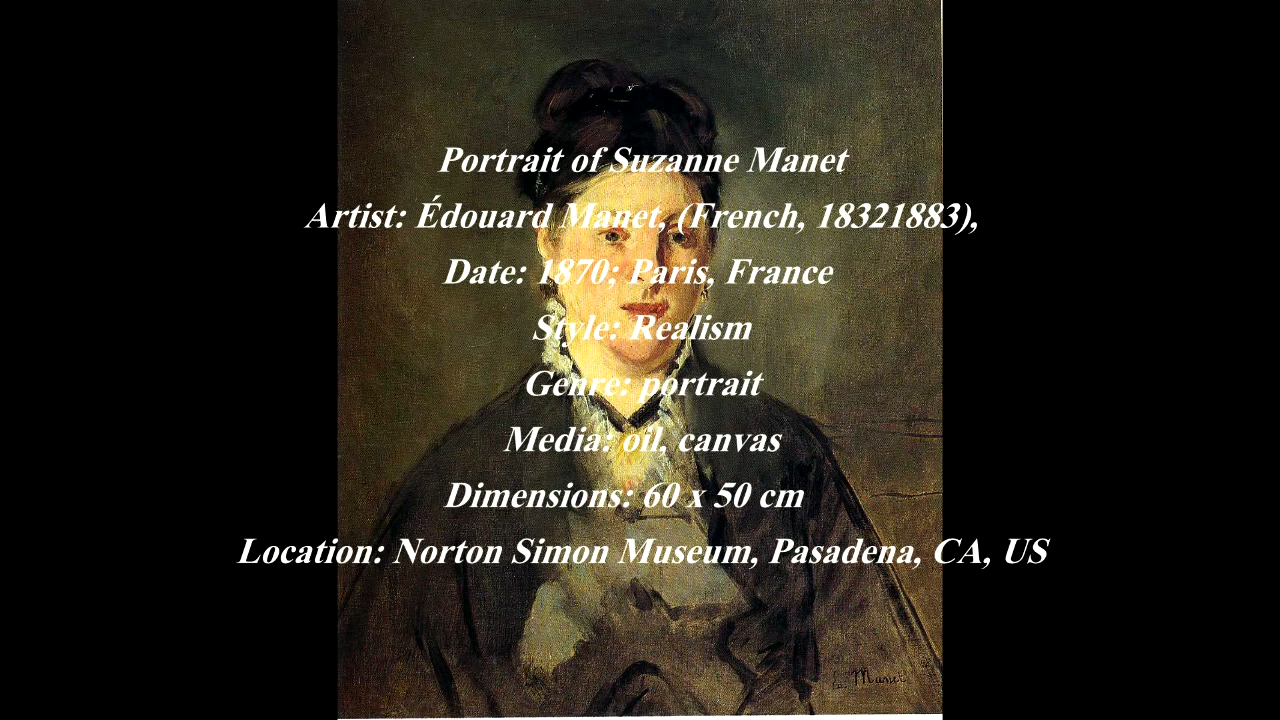 Portrait of Suzanne Manet
Artist: Édouard Manet, (French, 18321883),
Date: 1870; Paris, France
Style: Realism
Genre: portrait
Media: oil, canvas
Dimensions: 60 x 50 cm
Location: Norton Simon Museum, Pasadena, CA, US
Manet